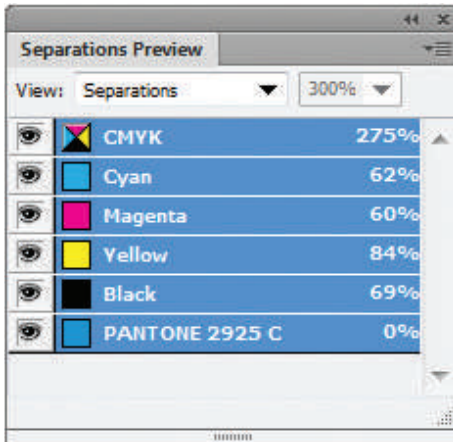 Separations Preview
View: Separations 300%
CMYK 275%
Cyan 62%
Magenta 60%
Yellow 84%
Black 69%
PANTONE 2925 C 0%